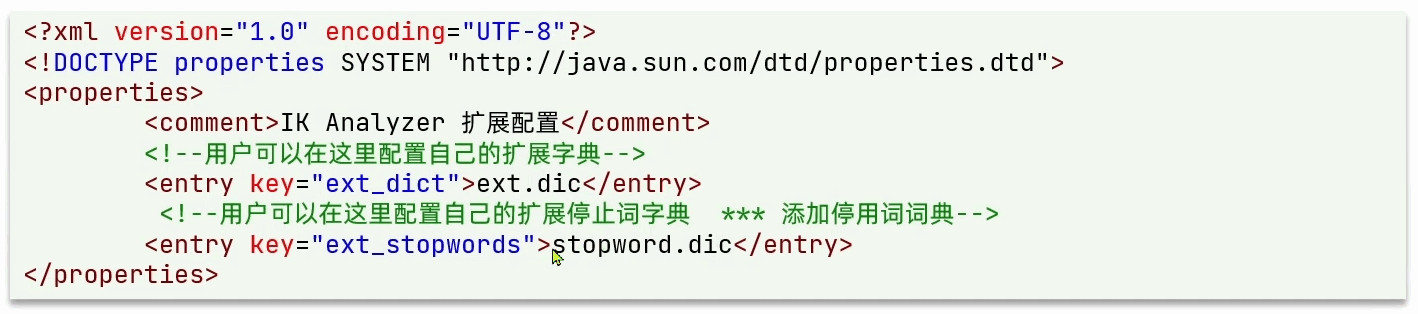 <?xml version="1.0" encoding="UTF-8"?>
<!DOCTYPE properties SYSTEM "http://java.sun.com/dtd/properties.dtd">
<properties>
        <comment>IK Analyzer 扩展配置</comment>
        <!--用户可以在这里配置自己的扩展字典-->
        <entry key="ext_dict">ext.dic</entry>
         <!--用户可以在这里配置自己的扩展停止词字典  *** 添加停用词词典-->
        <entry key="ext_stopwords">stopword.dic</entry>
</properties>